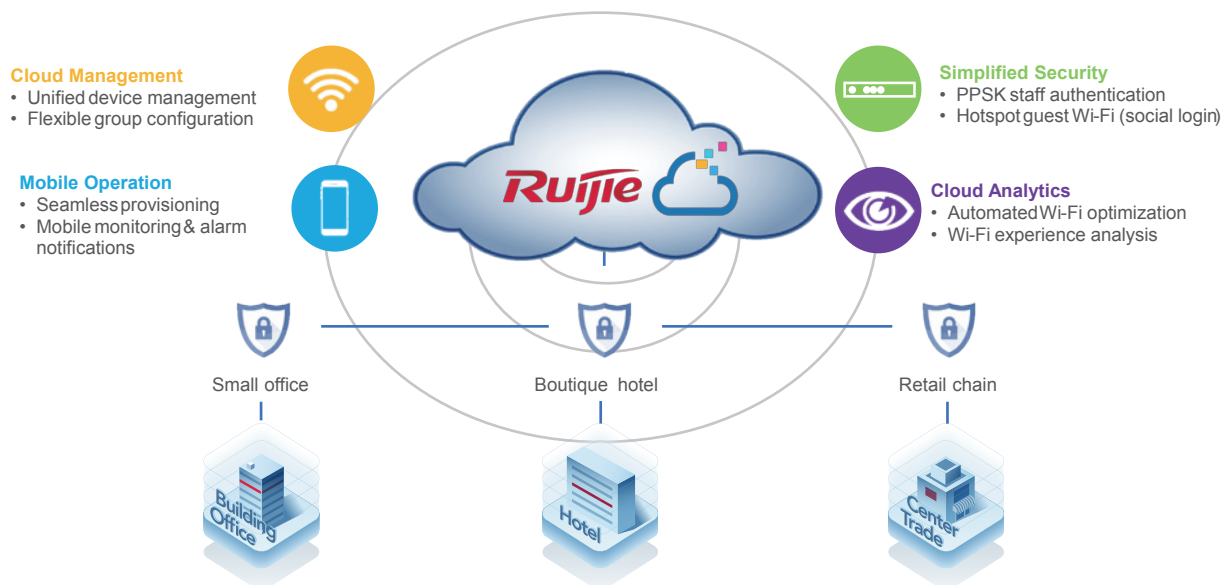 Cloud Management
• Unified device management
• Flexible group configuration
Mobile Operation
• Seamless provisioning
• Mobile monitoring & alarm
notifications
Ruijie
Simplified Security
• PPSK staff authentication
• Hotspot guest Wi-Fi (social login)
Cloud Analytics
• Automated Wi-Fi optimization
• Wi-Fi experience analysis
Small office
Boutique hotel
Retail chain
Building
Office
Hotel
Center
Trade